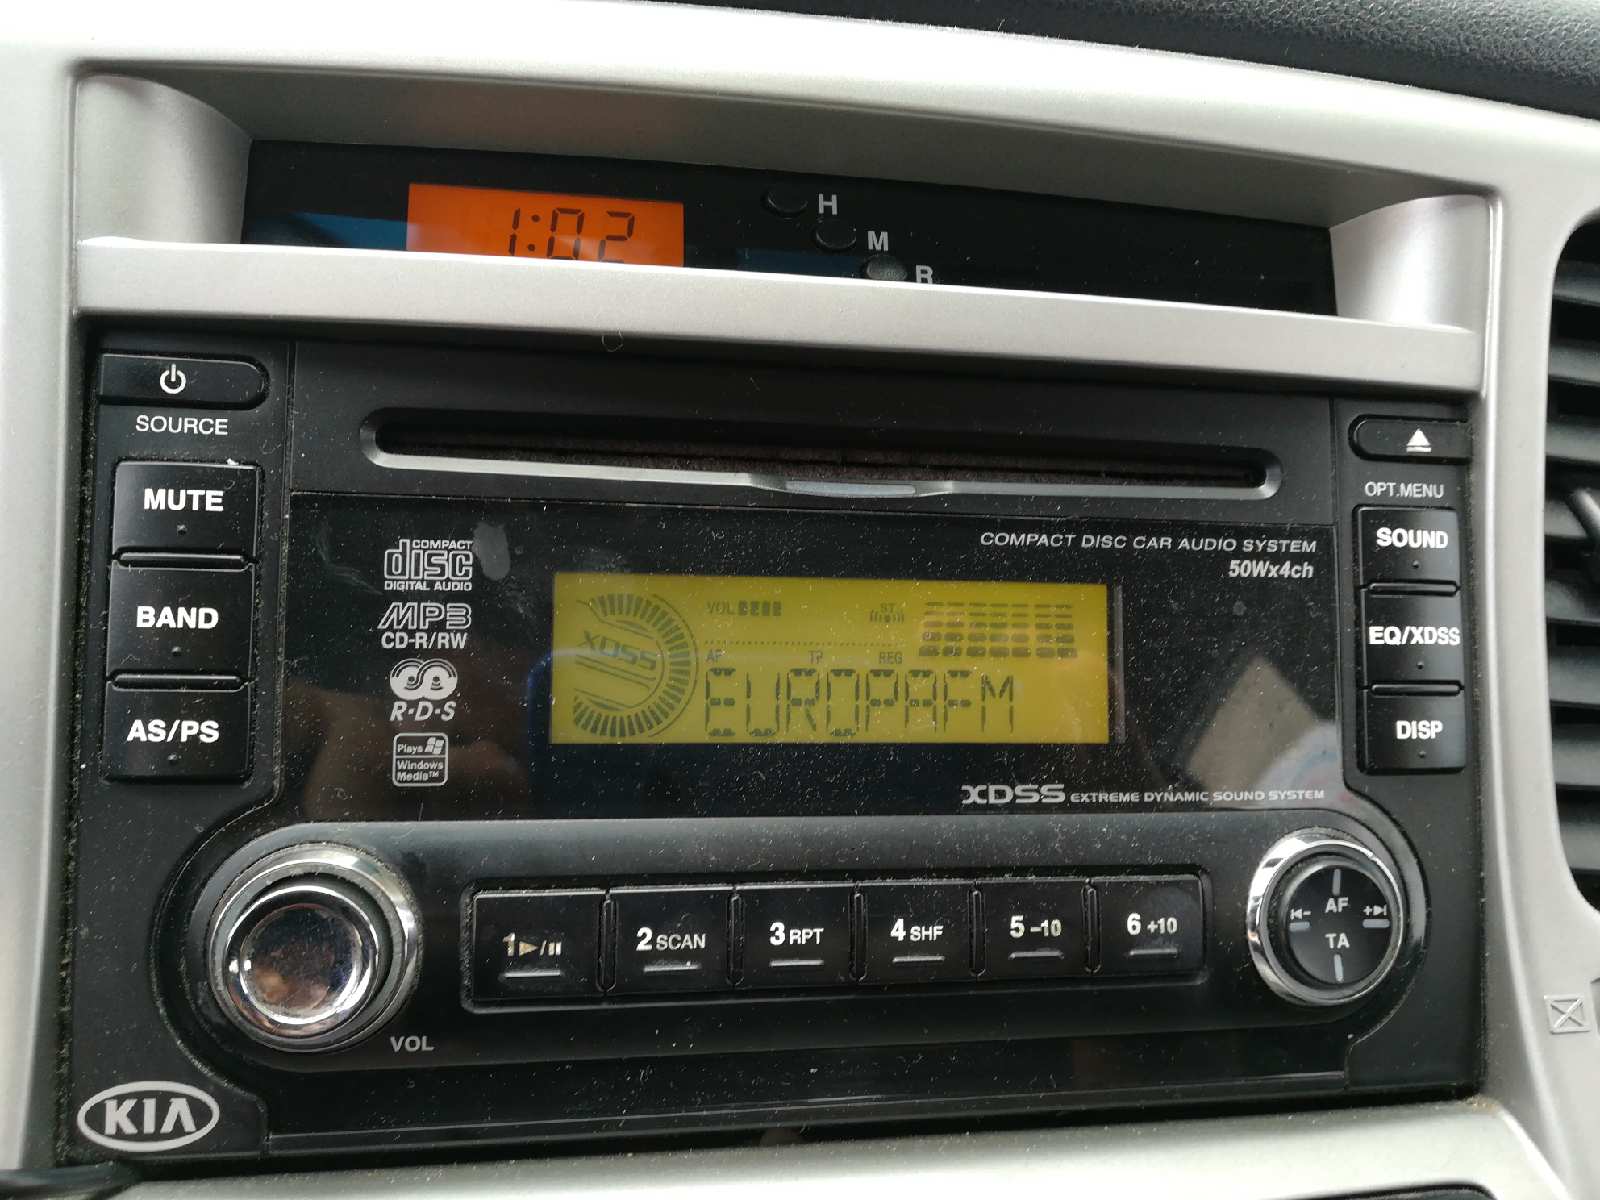 1:02
H
M
R
SOURCE
MUTE
BAND
AS/PS
COMPACT
disc
DIGITAL AUDIO
MP3
CD-R/RW
R·D·S
Plays
Windows
Media™
COMPACT DISC CAR AUDIO SYSTEM
50Wx4ch
VOL
ST
XDSS
AF TP REG
EUROPAFM
XDSS EXTREME DYNAMIC SOUND SYSTEM
OPT.MENU
SOUND
EQ/XDSS
DISP
1 2 SCAN 3 RPT 4 SHF 5 -10 6 +10
AF
TA
VOL
KIA